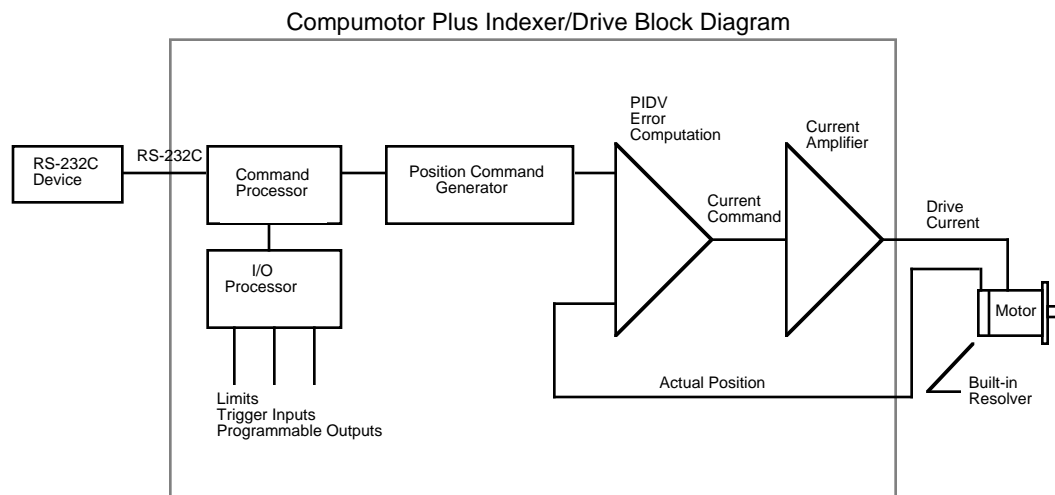 Compumotor Plus Indexer/Drive Block Diagram
RS-232C
Device
RS-232C
Command
Processor
Position Command
Generator
PIDV
Error
Computation
Current
Amplifier
Current
Command
Drive
Current
I/O
Processor
Motor
Actual Position
Built-in
Resolver
Limits
Trigger Inputs
Programmable Outputs